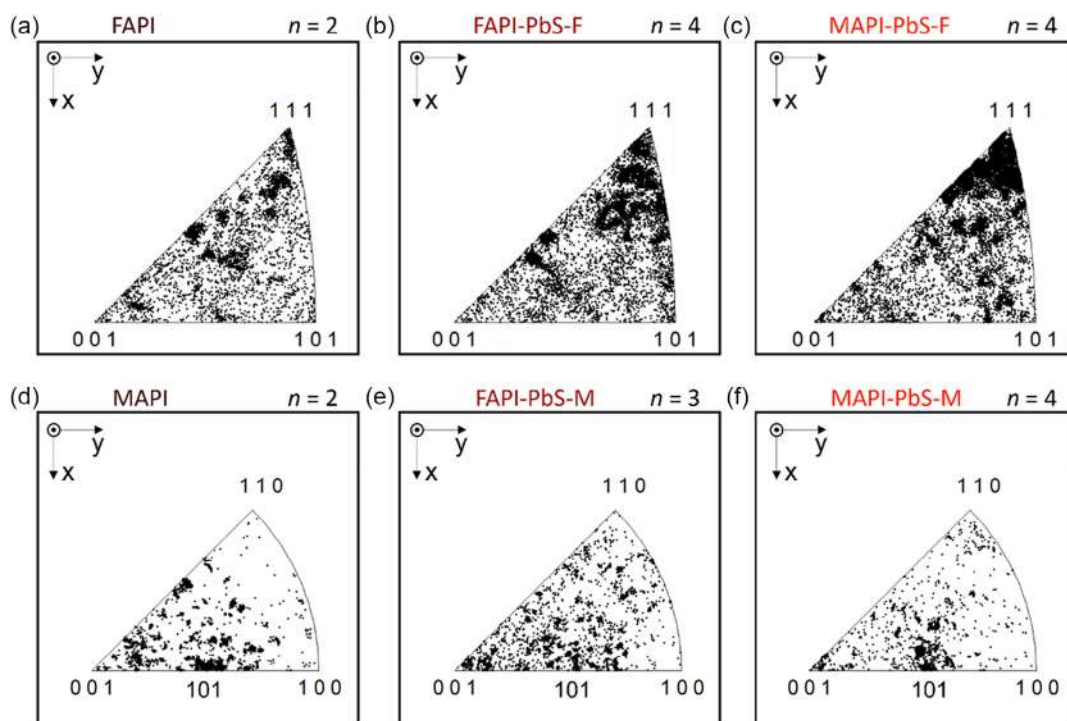 (a) FAPI n = 2
y
x
1 1 1
0 0 1 1 0 1
(b) FAPI-PbS-F n = 4
y
x
1 1 1
0 0 1 1 0 1
(c) MAPI-PbS-F n = 4
y
x
1 1 1
0 0 1 1 0 1
(d) MAPI n = 2
y
x
1 1 0
0 0 1 101 1 0 0
(e) FAPI-PbS-M n = 3
y
x
1 1 0
0 0 1 101 1 0 0
(f) MAPI-PbS-M n = 4
y
x
1 1 0
0 0 1 101 1 0 0